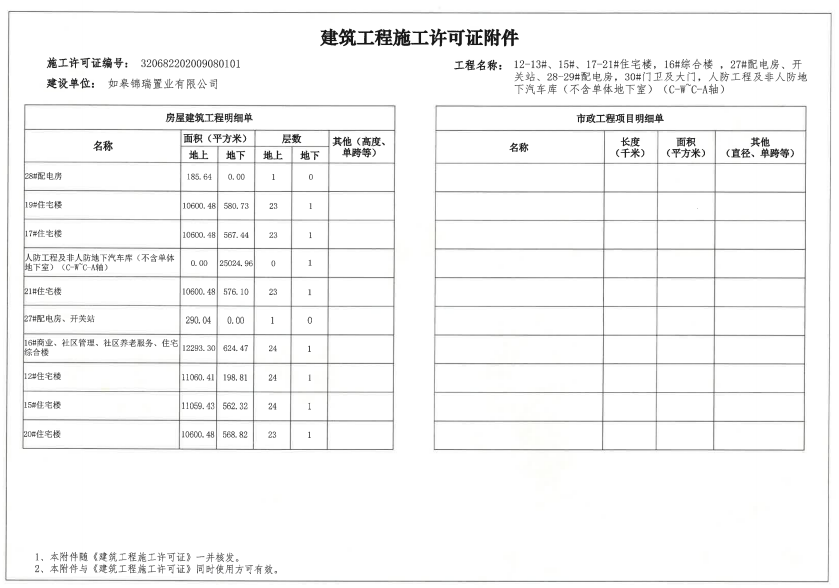 建筑工程施工许可证附件
施工许可证编号： 320682202009080101
建设单位： 如皋锦瑞置业有限公司
工程名称： 12-13#、15#、17-21#住宅楼，16#综合楼 ，27#配电房、开
关站、28-29#配电房，30#门卫及大门，人防工程及非人防地
下汽车库（不含单体地下室）（C-W~C-A轴）
房屋建筑工程明细单
名称 面积（平方米） 层数 其他（高度、单跨等）
地上 地下 地上 地下
28#配电房 185.64 0.00 1 0
19#住宅楼 10600.48 580.73 23 1
17#住宅楼 10600.48 567.44 23 1
人防工程及非人防地下汽车库（不含单体
地下室）（C-W~C-A轴） 0.00 25024.96 0 1
21#住宅楼 10600.48 576.10 23 1
27#配电房、开关站 290.04 0.00 1 0
16#商业、社区管理、社区养老服务、住宅
综合楼 12293.30 624.47 24 1
12#住宅楼 11060.41 198.81 24 1
15#住宅楼 11059.43 562.32 24 1
20#住宅楼 10600.48 568.82 23 1
市政工程项目明细单
名称 长度（千米） 面积（平方米） 其他（直径、单跨等）
1、本附件随《建筑工程施工许可证》一并核发。
2、本附件与《建筑工程施工许可证》同时使用方可有效。